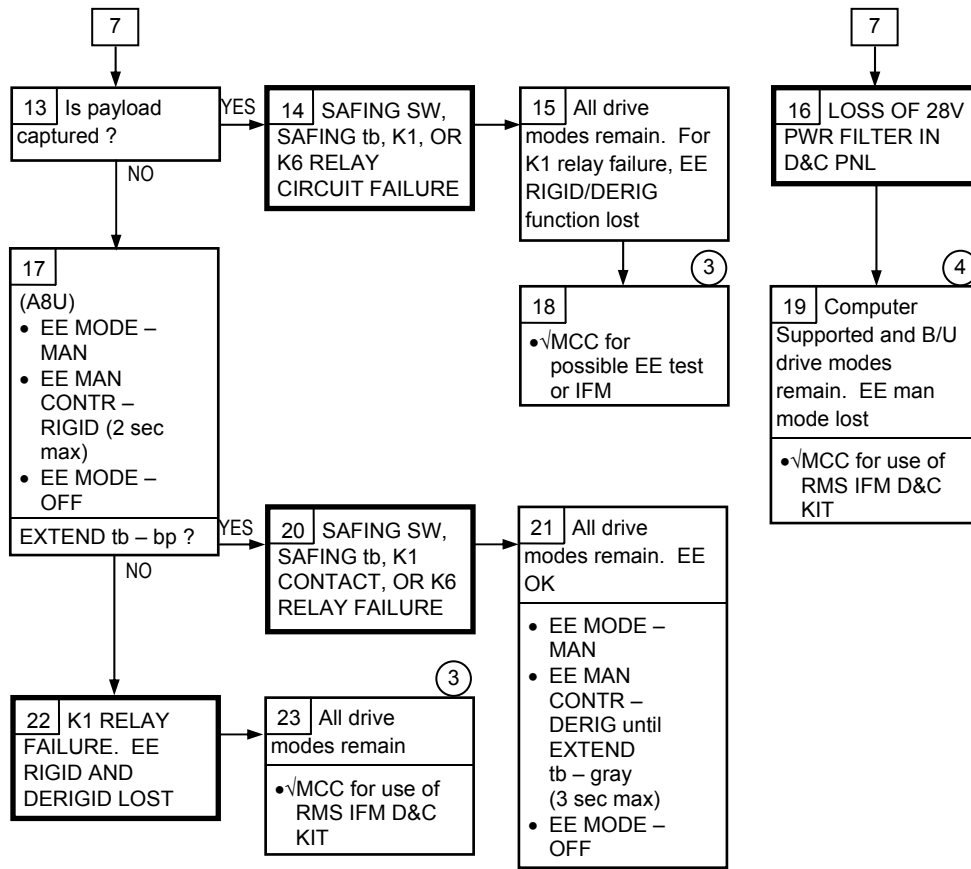 7
13 Is payload
captured ?
YES
NO
14 SAFING SW,
SAFING tb, K1, OR
K6 RELAY
CIRCUIT FAILURE
15 All drive
modes remain. For
K1 relay failure, EE
RIGID/DERIG
function lost
3
18
•√MCC for
possible EE test
or IFM
7
16 LOSS OF 28V
PWR FILTER IN
D&C PNL
4
19 Computer
Supported and B/U
drive modes
remain. EE man
mode lost
•√MCC for use of
RMS IFM D&C
KIT
17
(A8U)
• EE MODE –
MAN
• EE MAN
CONTR –
RIGID (2 sec
max)
• EE MODE –
OFF
EXTEND tb – bp ?
YES
NO
20 SAFING SW,
SAFING tb, K1
CONTACT, OR K6
RELAY FAILURE
21 All drive
modes remain. EE
OK
• EE MODE –
MAN
• EE MAN
CONTR –
DERIG until
EXTEND
tb – gray
(3 sec max)
• EE MODE –
OFF
22 K1 RELAY
FAILURE. EE
RIGID AND
DERIGID LOST
3
23 All drive
modes remain
•√MCC for use of
RMS IFM D&C
KIT